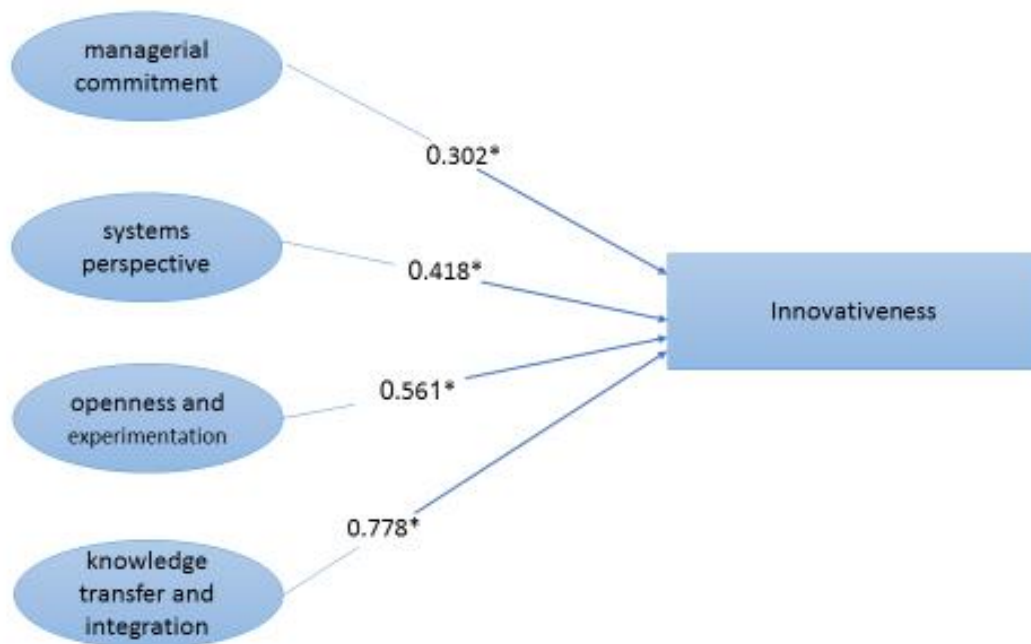 managerial
commitment
0.302*
systems
perspective
0.418*
Innovativeness
openness and
experimentation
0.561*
knowledge
transfer and
integration
0.778*